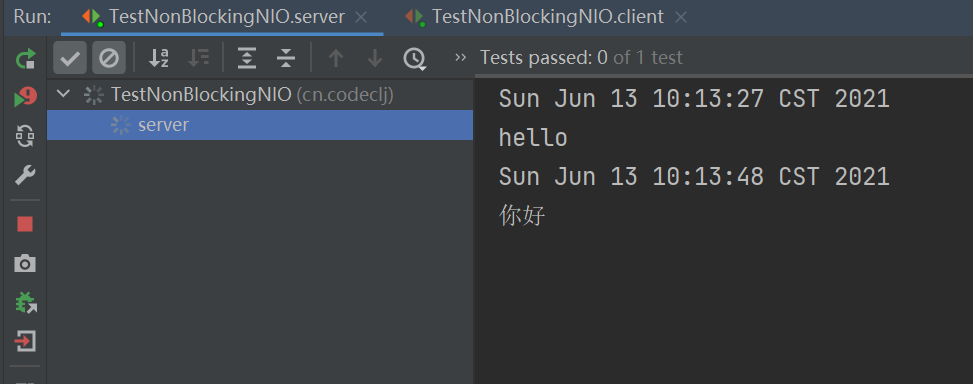 Run: TestNonBlockingNIO.server TestNonBlockingNIO.client
Tests passed: 0 of 1 test
TestNonBlockingNIO (cn.codeclj)
server
Sun Jun 13 10:13:27 CST 2021
hello
Sun Jun 13 10:13:48 CST 2021
你好